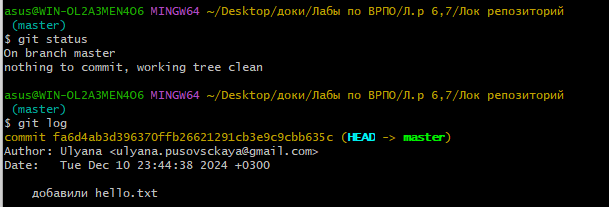 asus@WIN-OL2A3MEN4O6 MINGW64 ~/Desktop/доки/Лабы по ВРПО/Л.р 6,7/Лок репозиторий
(master)
$ git status
On branch master
nothing to commit, working tree clean
asus@WIN-OL2A3MEN4O6 MINGW64 ~/Desktop/доки/Лабы по ВРПО/Л.р 6,7/Лок репозиторий
(master)
$ git log
commit fa6d4ab3d396370ffb26621291cb3e9c9cbb635c (HEAD -> master)
Author: Ulyana <ulyana.pusovsckaya@gmail.com>
Date:   Tue Dec 10 23:44:38 2024 +0300
добавили hello.txt